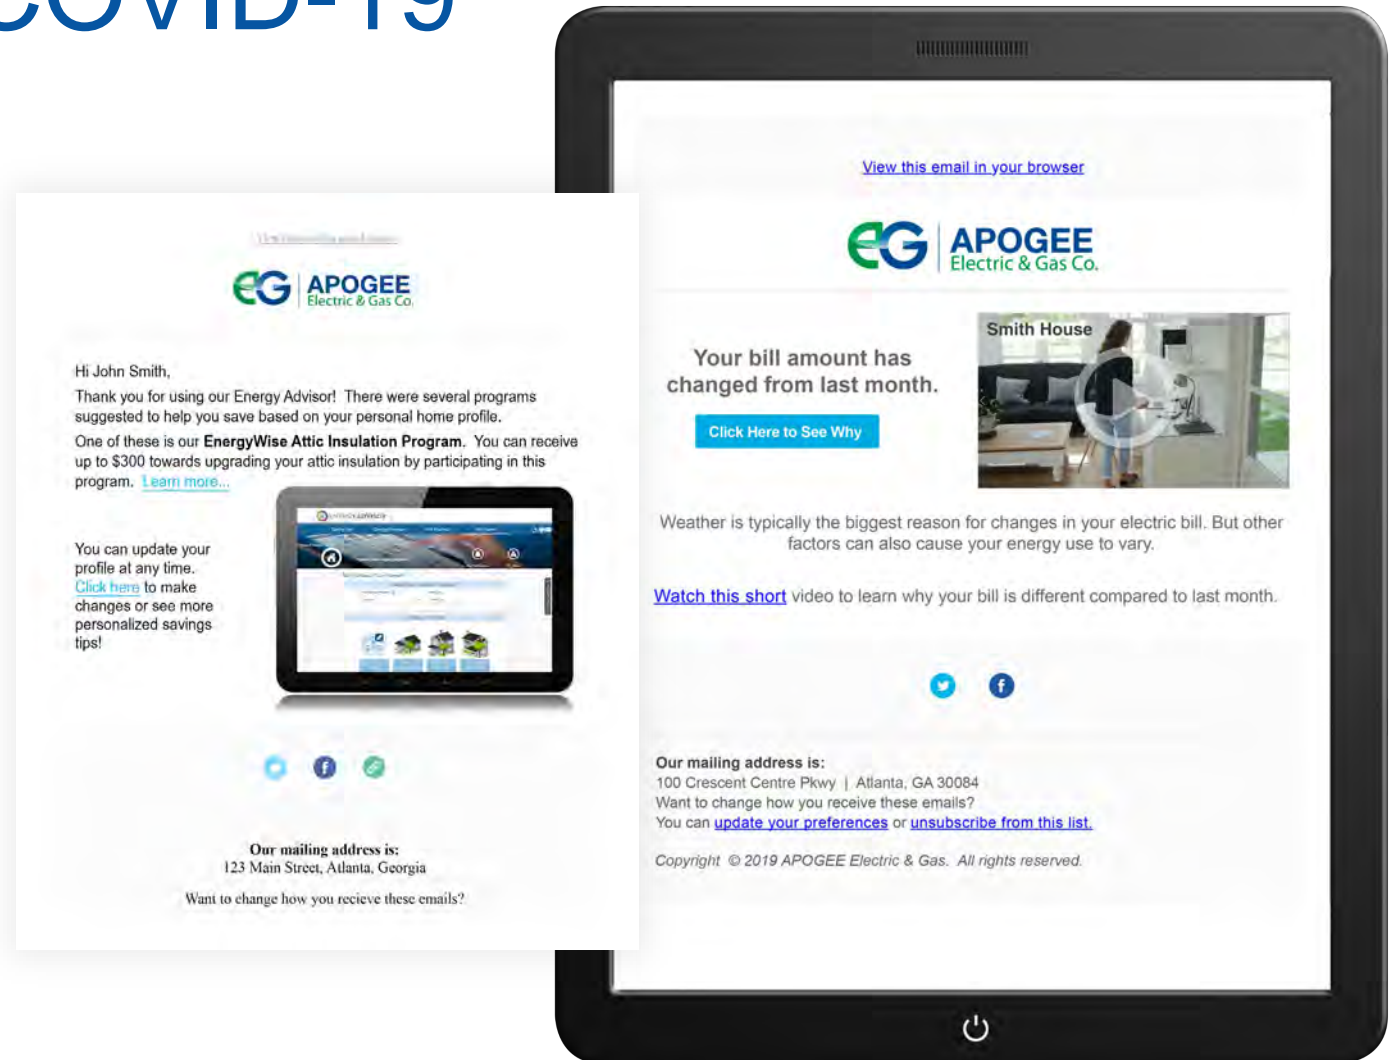 COVID-19
EG APOGEE
Electric & Gas Co.
Hi John Smith,
Thank you for using our Energy Advisor! There were several programs
suggested to help you save based on your personal home profile.
One of these is our EnergyWise Attic Insulation Program. You can receive
up to $300 towards upgrading your attic insulation by participating in this
program. Learn more...
You can update your
profile at any time.
Click here to make
changes or see more
personalized savings
tips!
Our mailing address is:
123 Main Street, Atlanta, Georgia
Want to change how you recieve these emails?
View this email in your browser
EG APOGEE
Electric & Gas Co.
Your bill amount has
changed from last month.
Click Here to See Why
Smith House
Weather is typically the biggest reason for changes in your electric bill. But other
factors can also cause your energy use to vary.
Watch this short video to learn why your bill is different compared to last month.
Our mailing address is:
100 Crescent Centre Pkwy | Atlanta, GA 30084
Want to change how you receive these emails?
You can update your preferences or unsubscribe from this list.
Copyright © 2019 APOGEE Electric & Gas. All rights reserved.